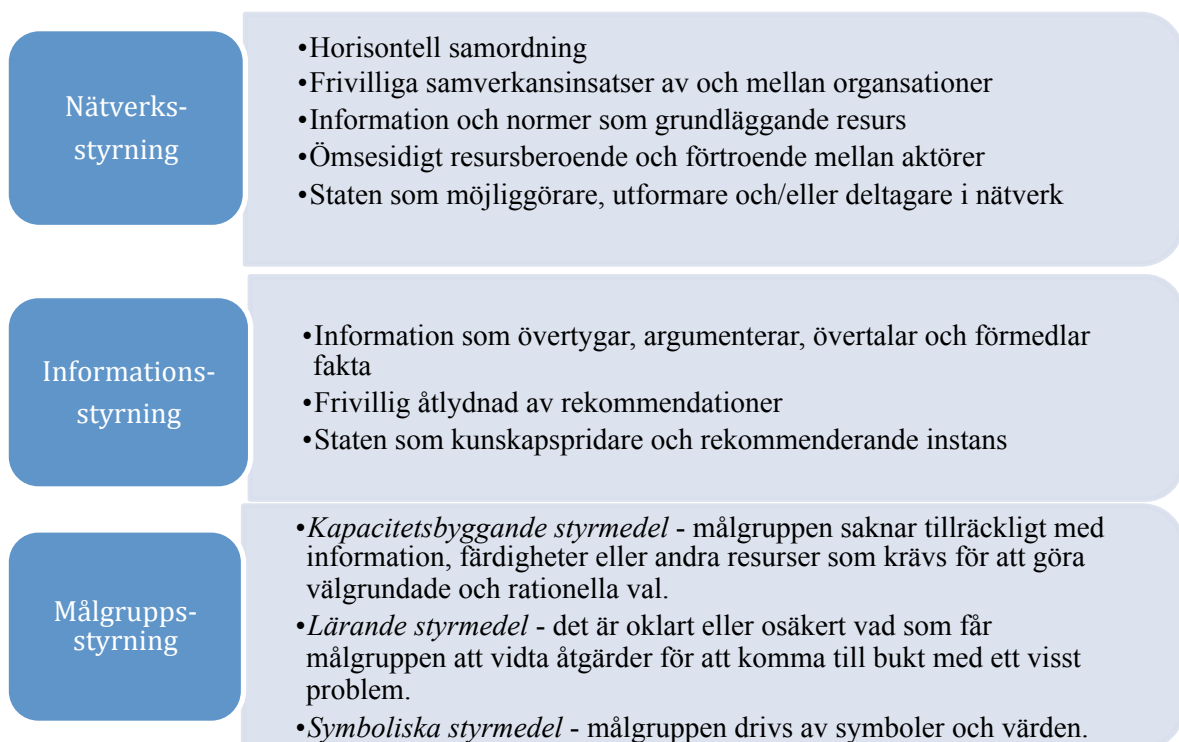 Nätverks-
styrning
•Horisontell samordning
•Frivilliga samverkansinsatser av och mellan organsationer
•Information och normer som grundläggande resurs
•Ömsesidigt resursberoende och förtroende mellan aktörer
•Staten som möjliggörare, utformare och/eller deltagare i nätverk
Informations-
styrning
•Information som övertygar, argumenterar, övertalar och förmedlar
fakta
•Frivillig åtlydnad av rekommendationer
•Staten som kunskapspridare och rekommenderande instans
Målgrupps-
styrning
•Kapacitetsbyggande styrmedel - målgruppen saknar tillräckligt med
information, färdigheter eller andra resurser som krävs för att göra
välgrundade och rationella val.
•Lärande styrmedel - det är oklart eller osäkert vad som får
målgruppen att vidta åtgärder för att komma till bukt med ett visst
problem.
•Symboliska styrmedel - målgruppen drivs av symboler och värden.